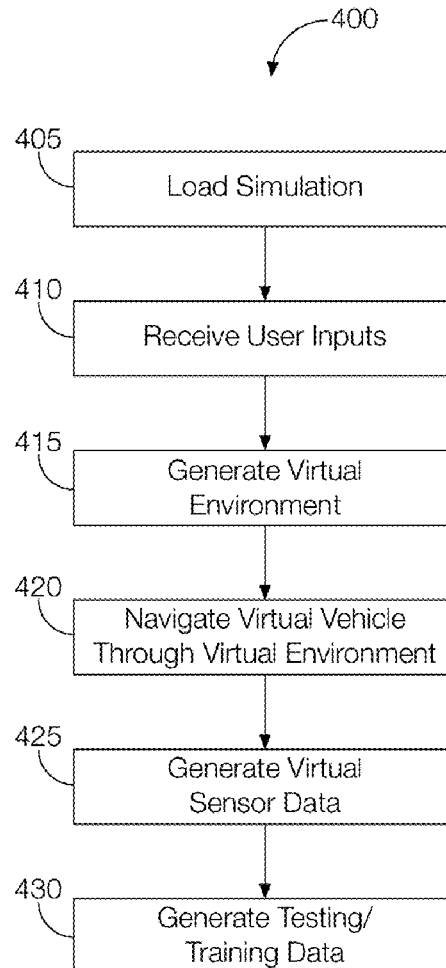 400
405
Load Simulation
410
Receive User Inputs
415
Generate Virtual
Environment
420
Navigate Virtual Vehicle
Through Virtual Environment
425
Generate Virtual
Sensor Data
430
Generate Testing/
Training Data